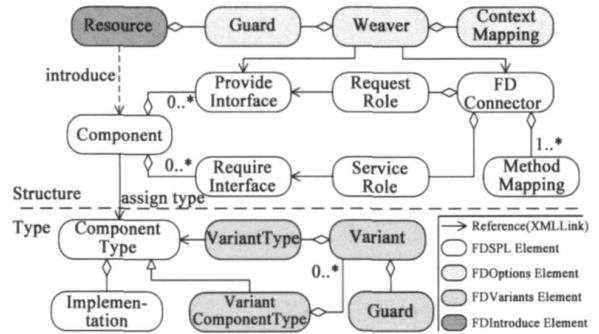 Resource
Guard
Weaver
Context
Mapping
introduce
Provide
Intorface
Request
Role
FD
Connector
0..*
Component
0..*
1..*
Require
Interface
Service
Role
Method
Mapping
Structure
assign type
Type
Component
Type
VariantType
Variant
0..*
Implemen-
tation
Variant
ComponentType
Guard
Reference(XMLLink)
FDSPL Element
FDOptions Element
FDVariants Element
FDIntroduce Element